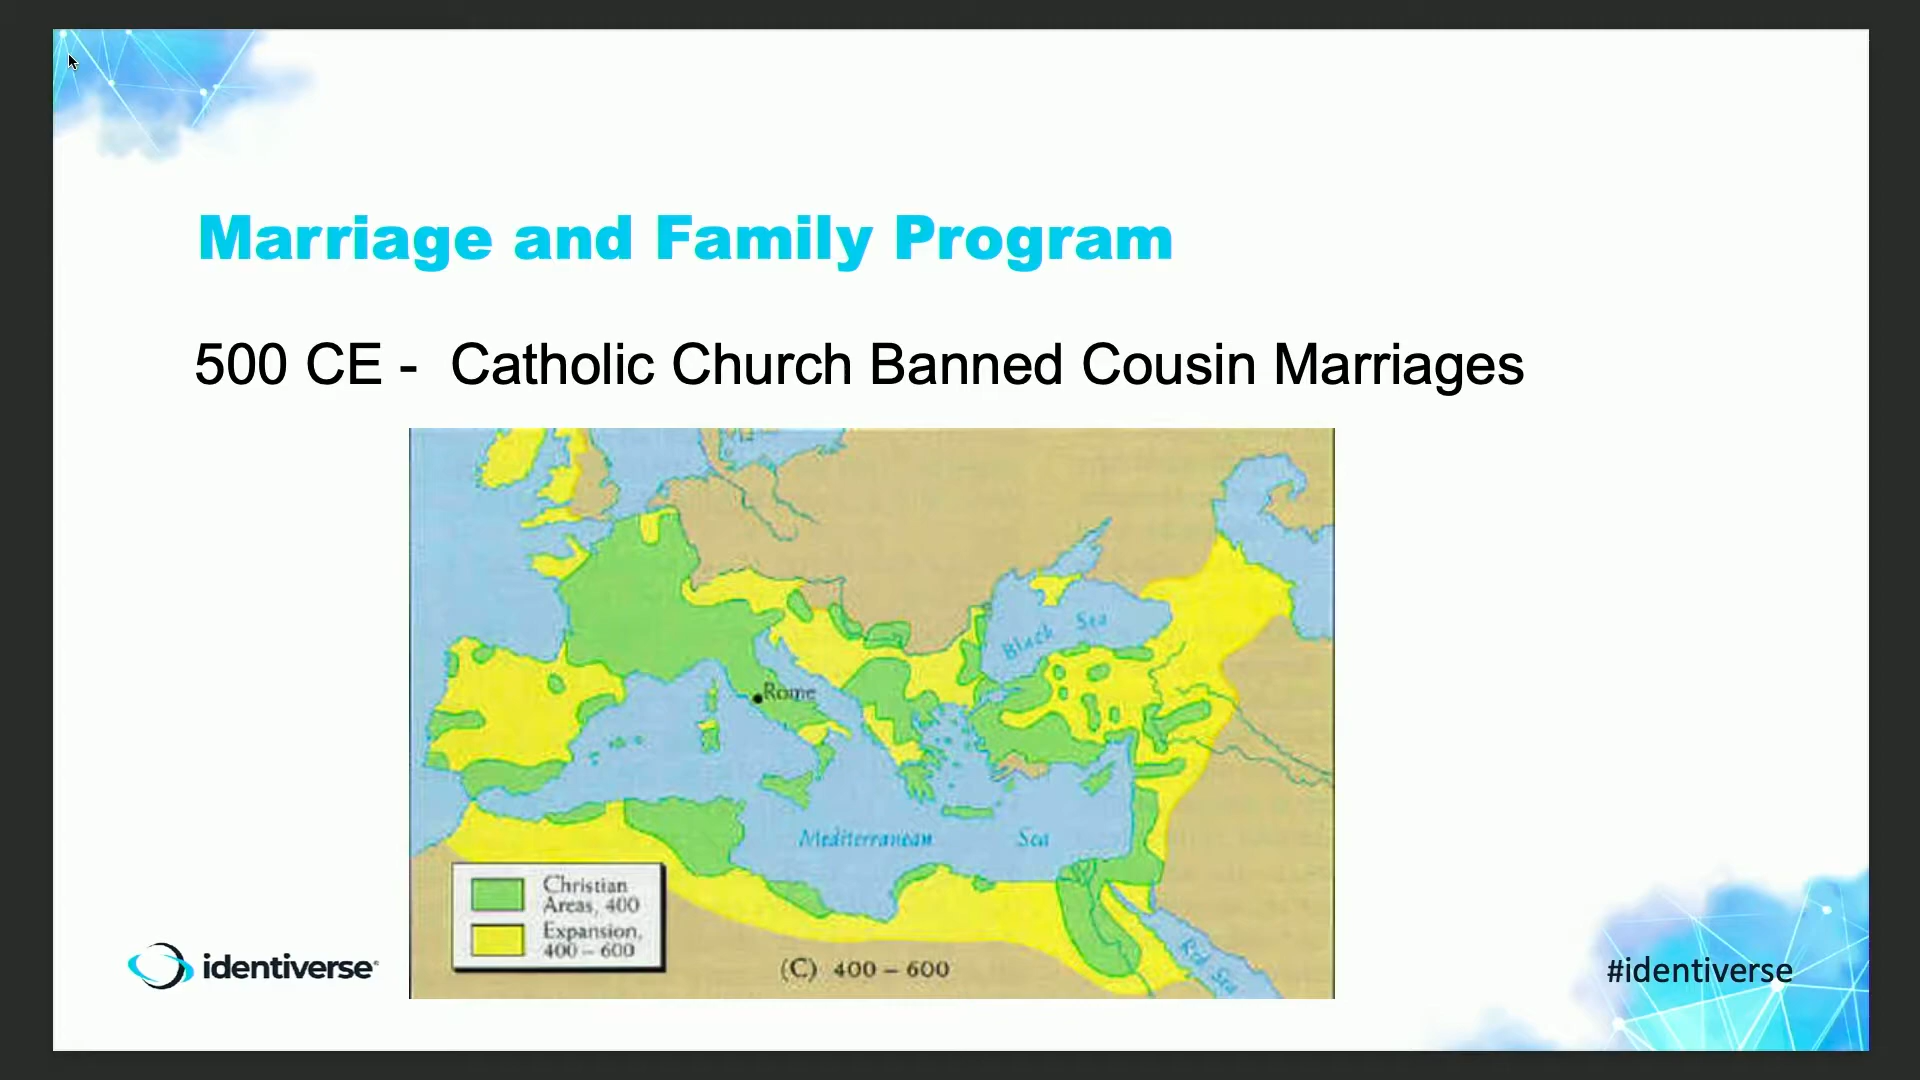 Marriage and Family Program
500 CE - Catholic Church Banned Cousin Marriages
Black Sea
Rome
Mediterranean Sea
Christian
Areas, 400
Expansion,
400 – 600
(C) 400 – 600
Red Sea
identiverse
#identiverse